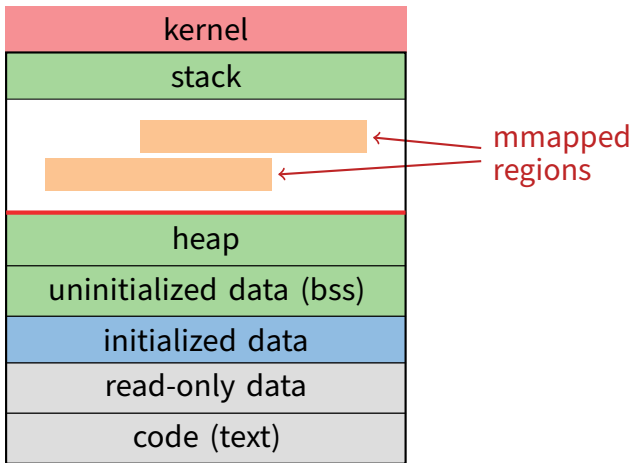 kernel
stack
mmapped
regions
heap
uninitialized data (bss)
initialized data
read-only data
code (text)